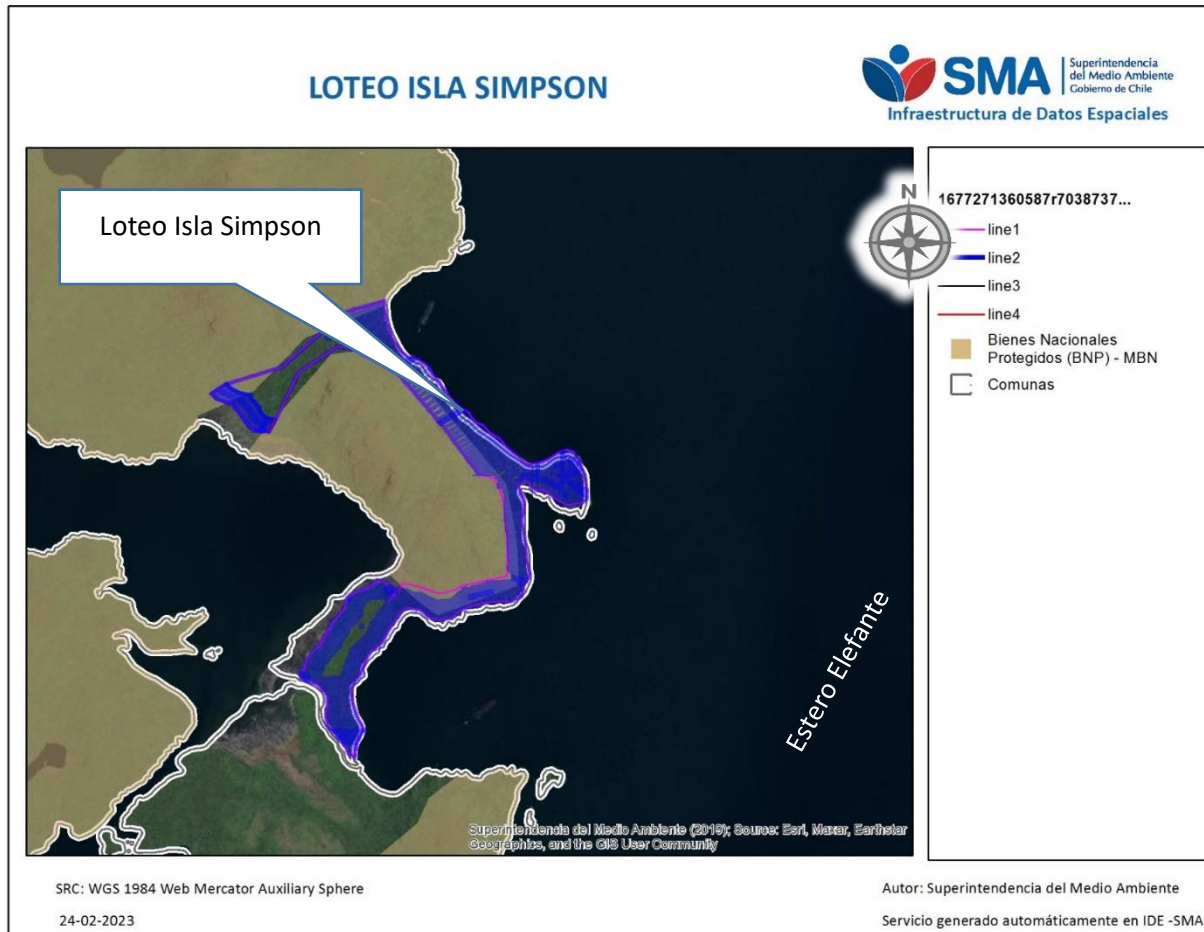 LOTEO ISLA SIMPSON
SMA
Superintendencia
del Medio Ambiente
Gobierno de Chile
Infraestructura de Datos Espaciales
Loteo Isla Simpson
Estero Elefante
Superintendencia del Medio Ambiente (2019); Source: Esri, Maxar, Earthstar
Geographics, and the GIS User Community
N
1677271360587r7038737...
line1
line2
line3
line4
Bienes Nacionales
Protegidos (BNP) - MBN
Comunas
SRC: WGS 1984 Web Mercator Auxiliary Sphere
24-02-2023
Autor: Superintendencia del Medio Ambiente
Servicio generado automáticamente en IDE -SMA